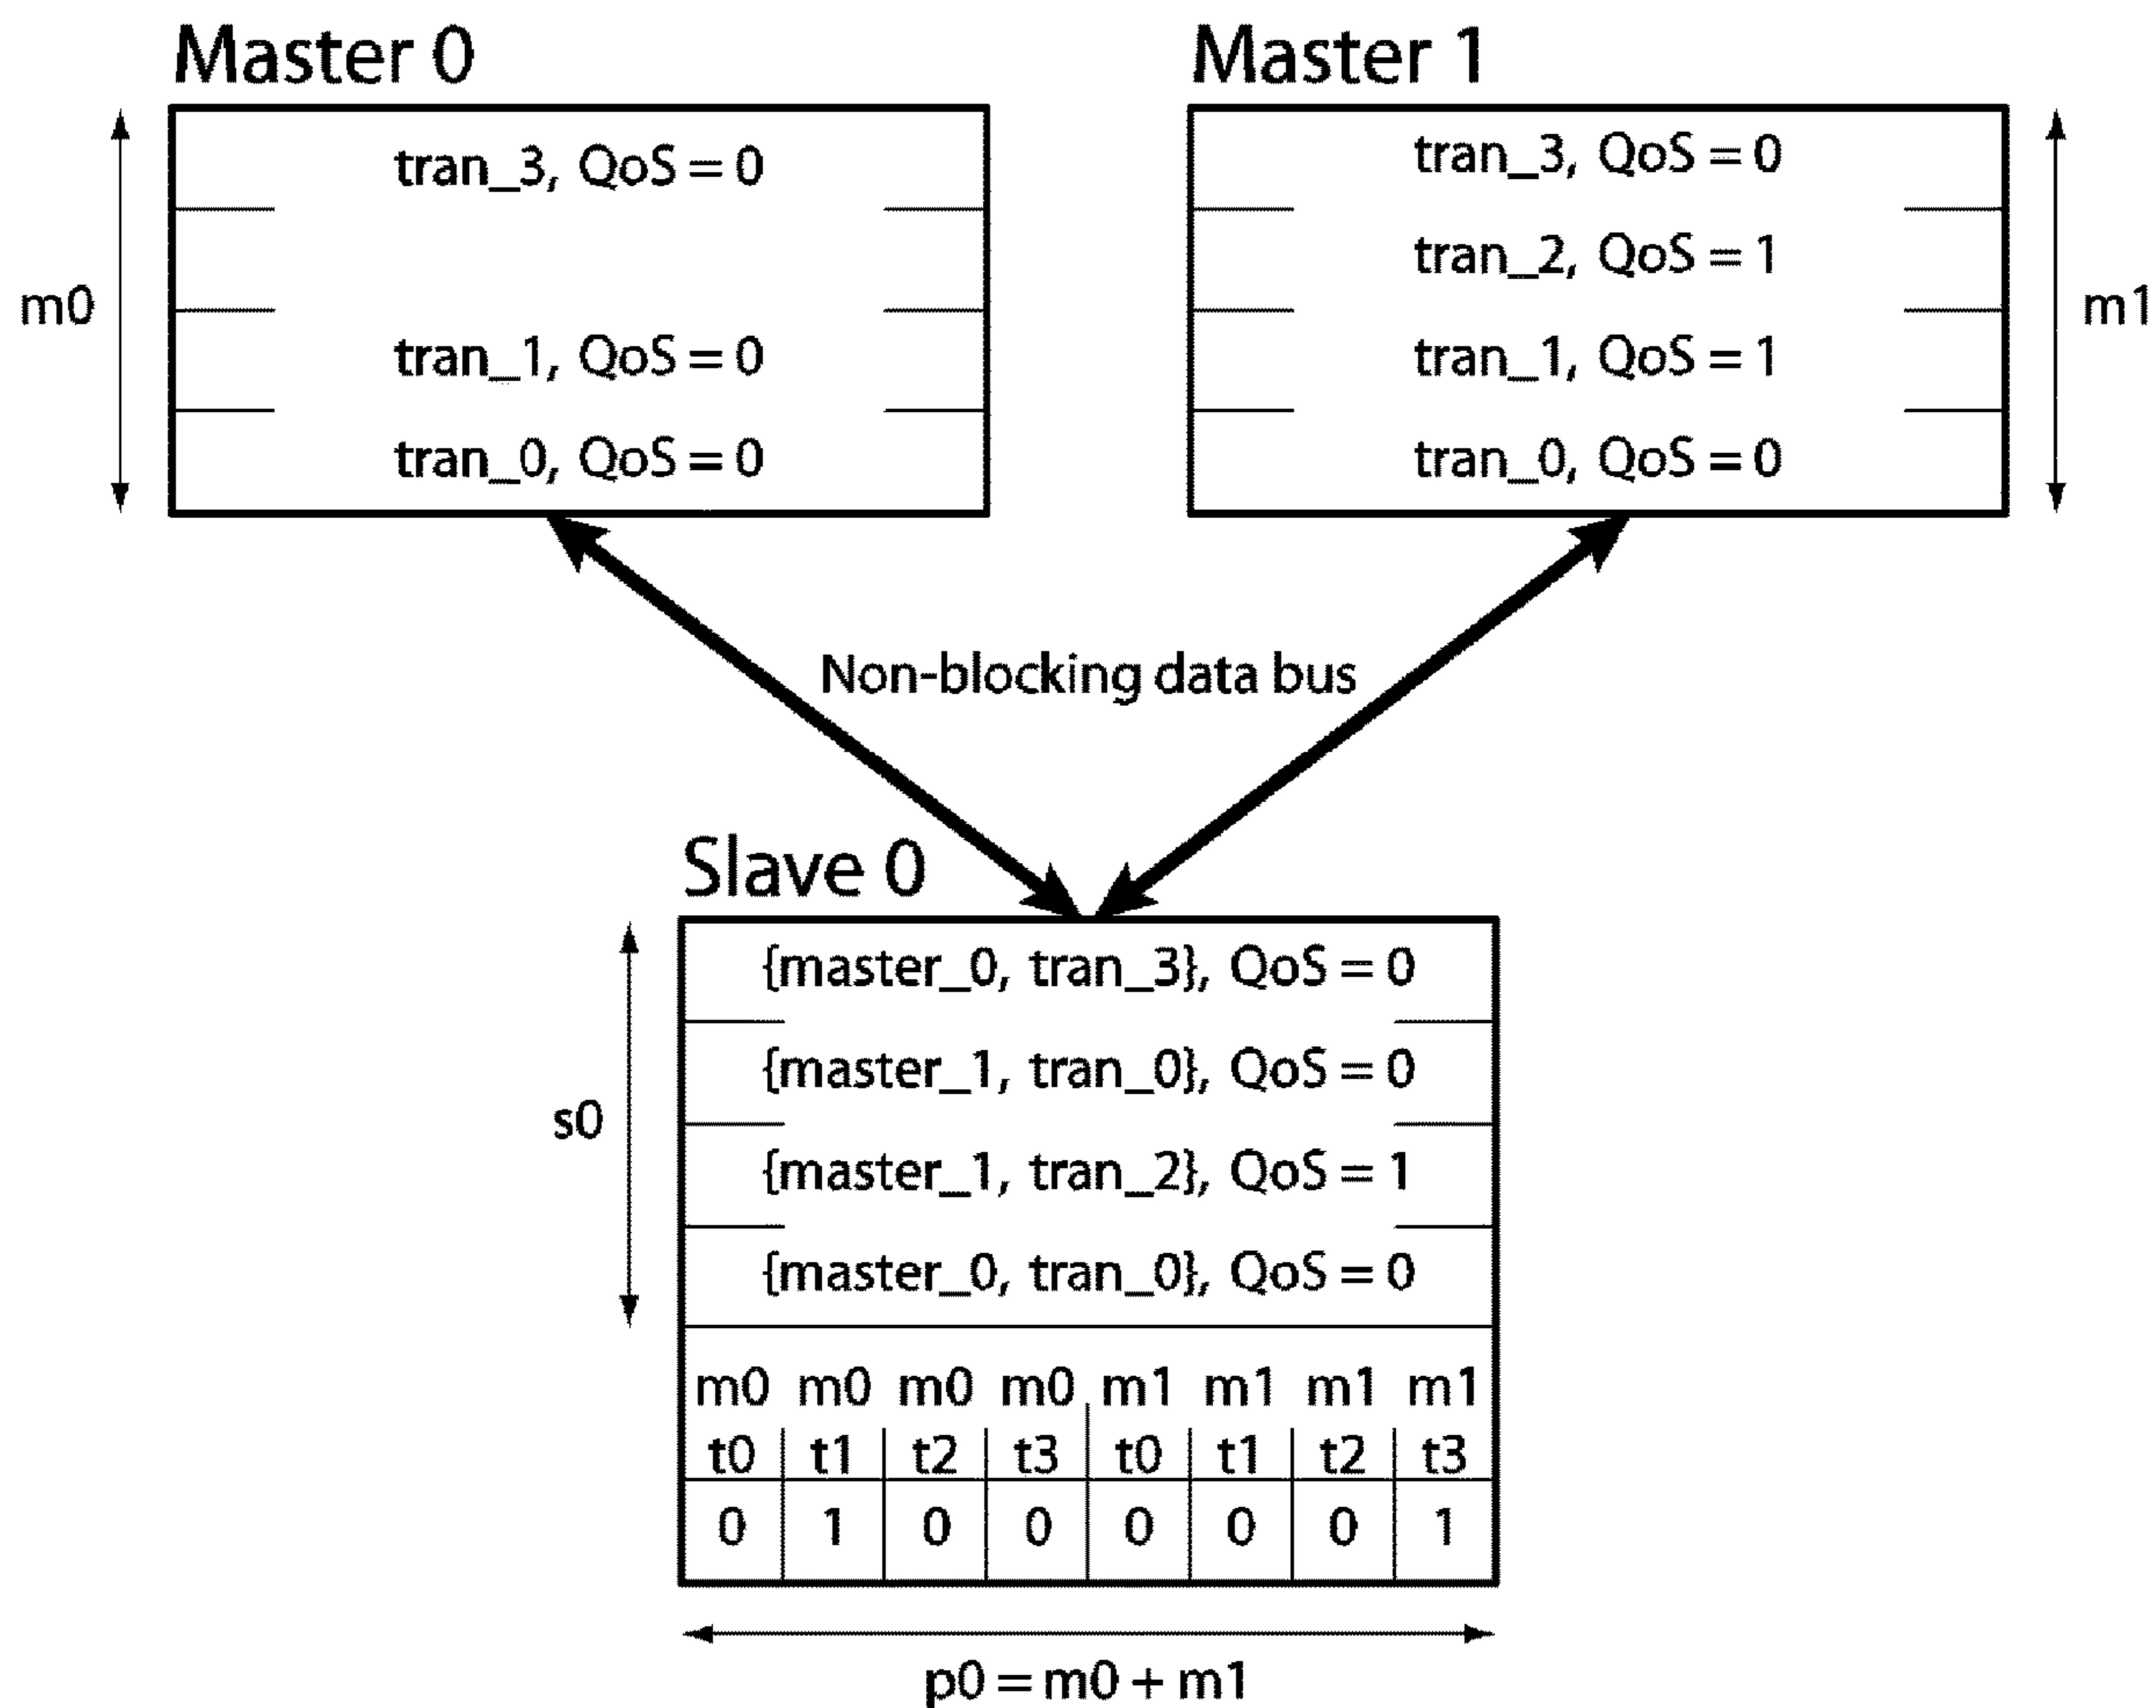 Master 0
Master 1
m0
tran_3, QoS = 0
tran_1, QoS = 0
tran_0, QoS = 0
tran_3, QoS = 0
tran_2, QoS = 1
tran_1, QoS = 1
tran_0, QoS = 0
m1
Non-blocking data bus
Slave 0
s0
{master_0, tran_3}, QoS = 0
{master_1, tran_0}, QoS = 0
{master_1, tran_2}, QoS = 1
{master_0, tran_0}, QoS = 0
m0 m0 m0 m0 m1 m1 m1 m1
t0 t1 t2 t3 t0 t1 t2 t3
0 1 0 0 0 0 0 1
p0 = m0 + m1